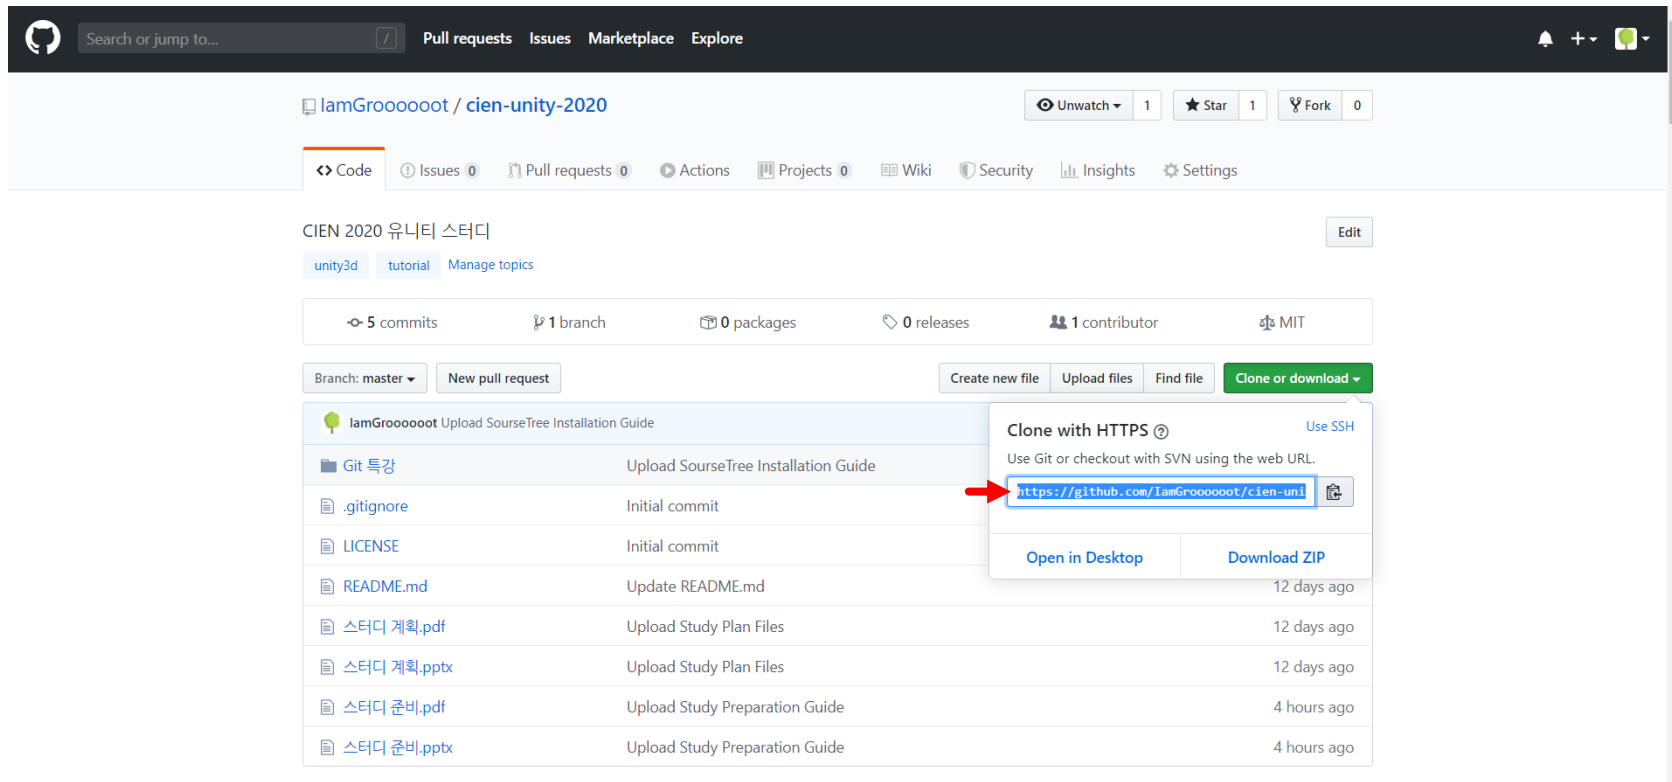 Search or jump to... /
Pull requests Issues Marketplace Explore
IamGroooooot / cien-unity-2020
Unwatch 1 Star 1 Fork 0
Code Issues 0 Pull requests 0 Actions Projects 0 Wiki Security Insights Settings
CIEN 2020 유니티 스터디 Edit
unity3d tutorial Manage topics
5 commits 1 branch 0 packages 0 releases 1 contributor MIT
Branch: master New pull request Create new file Upload files Find file Clone or download
IamGroooooot Upload SourseTree Installation Guide
Clone with HTTPS ? Use SSH
Use Git or checkout with SVN using the web URL.
https://github.com/IamGroooooot/cien-uni
Open in Desktop Download ZIP
Git 특강 Upload SourseTree Installation Guide
.gitignore Initial commit
LICENSE Initial commit
README.md Update README.md 12 days ago
스터디 계획.pdf Upload Study Plan Files 12 days ago
스터디 계획.pptx Upload Study Plan Files 12 days ago
스터디 준비.pdf Upload Study Preparation Guide 4 hours ago
스터디 준비.pptx Upload Study Preparation Guide 4 hours ago